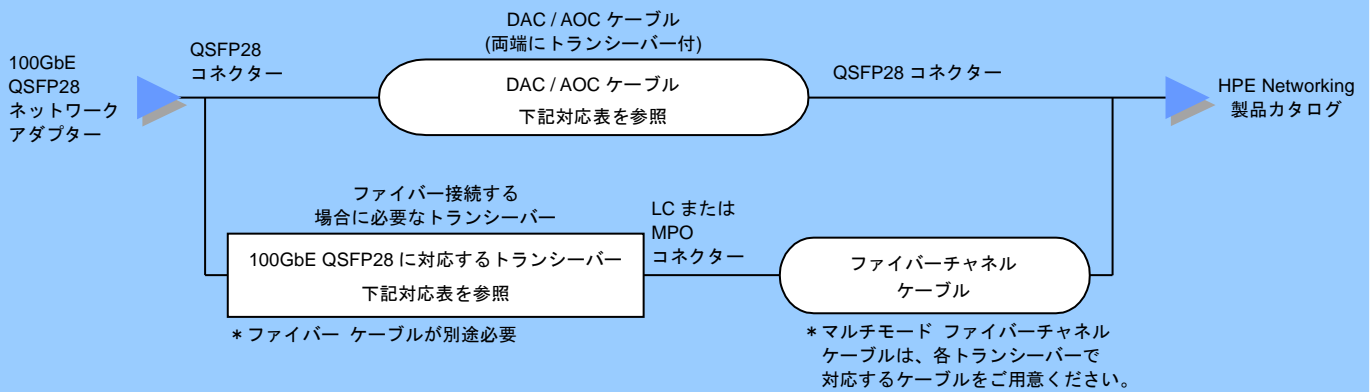 100GbE
QSFP28
ネットワーク
アダプター
QSFP28
コネクター
DAC / AOC ケーブル
(両端にトランシーバー付)
DAC / AOC ケーブル
下記対応表を参照
QSFP28 コネクター
HPE Networking
製品カタログ
ファイバー接続する
場合に必要なトランシーバー
100GbE QSFP28 に対応するトランシーバー
下記対応表を参照
＊ファイバー ケーブルが別途必要
LC または
MPO
コネクター
ファイバーチャネル
ケーブル
＊マルチモード ファイバーチャネル
ケーブルは、各トランシーバーで
対応するケーブルをご用意ください。